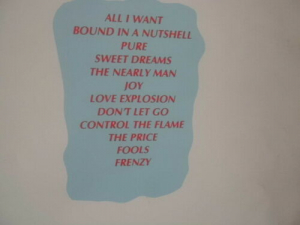 ALL I WANT
BOUND IN A NUTSHELL
PURE
SWEET DREAMS
THE NEARLY MAN
JOY
LOVE EXPLOSION
DON'T LET GO
CONTROL THE FLAME
THE PRICE
FOOLS
FRENZY